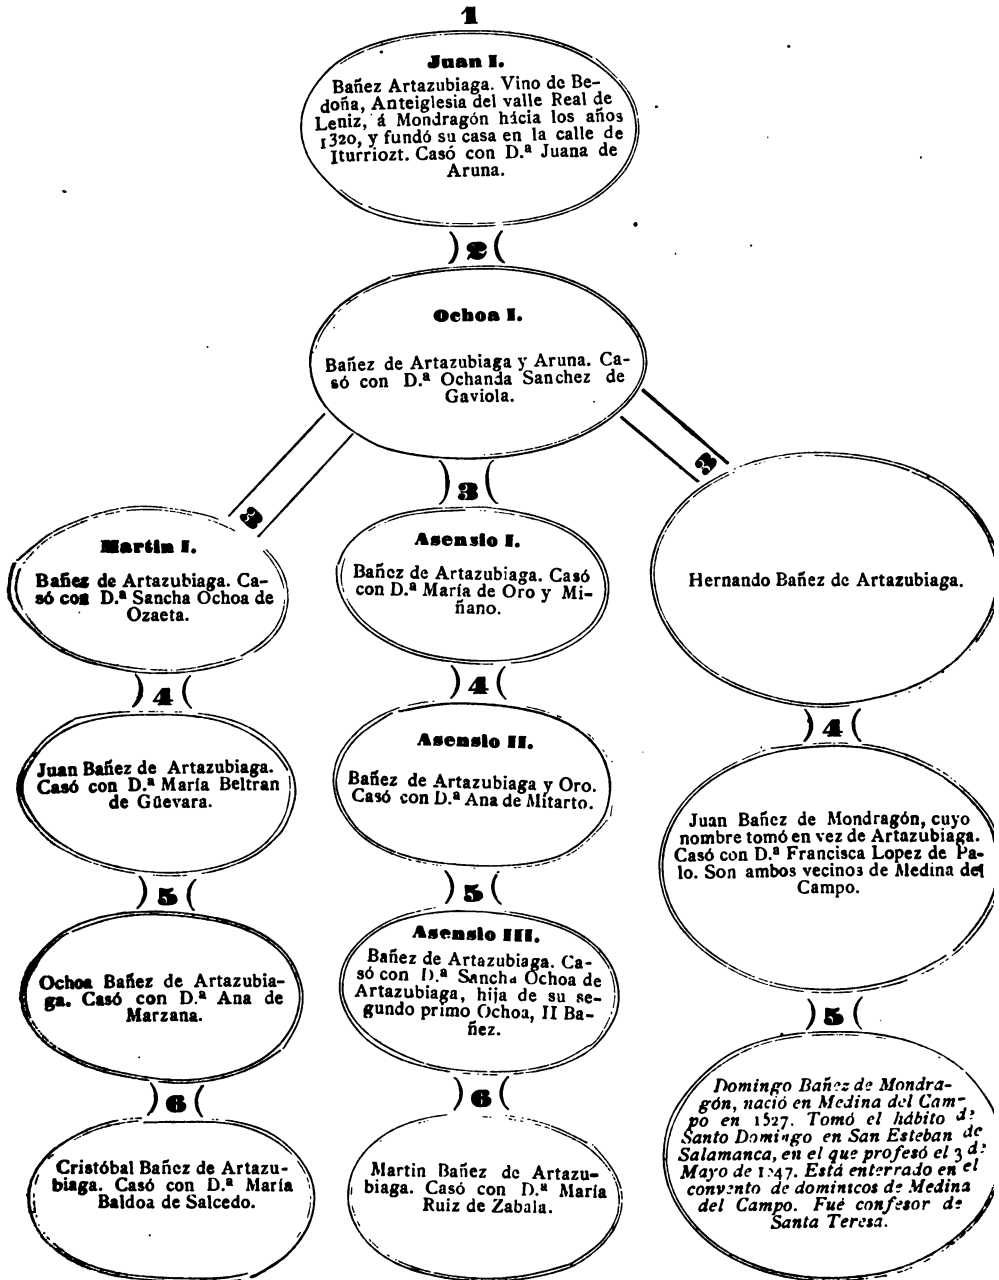 1
Juan I.
Bañez Artazubiaga. Vino de Be-
doña, Anteiglesia del valle Real de
Leniz, á Mondragón hácia los años
1320, y fundó su casa en la calle de
Iturriozt. Casó con D.ª Juana de
Aruna.
) 2 (
Ochoa I.
Bañez de Artazubiaga y Aruna. Ca-
só con D.ª Ochanda Sanchez de
Gaviola.
3
Martin I.
Bañez de Artazubiaga. Ca-
só con D.ª Sancha Ochoa de
Ozaeta.
) 4 (
Juan Bañez de Artazubiaga.
Casó con D.ª María Beltran
de Güevara.
) 5 (
Ochoa Bañez de Artazubia-
ga. Casó con D.ª Ana de
Marzana.
) 6 (
Cristóbal Bañez de Artazu-
biaga. Casó con D.ª María
Baldoa de Salcedo.
) 3 (
Asensio I.
Bañez de Artazubiaga. Casó
con D.ª María de Oro y Mi-
ñano.
) 4 (
Asensio II.
Bañez de Artazubiaga y Oro.
Casó con D.ª Ana de Mitarto.
) 5 (
Asensio III.
Bañez de Artazubiaga. Ca-
só con D.ª Sancha Ochoa de
Artazubiaga, hija de su se-
gundo primo Ochoa, II Ba-
ñez.
) 6 (
Martin Bañez de Artazu-
biaga. Casó con D.ª María
Ruiz de Zabala.
3
Hernando Bañez de Artazubiaga.
) 4 (
Juan Bañez de Mondragón, cuyo
nombre tomó en vez de Artazubiaga.
Casó con D.ª Francisca Lopez de Pa-
lo. Son ambos vecinos de Medina del
Campo.
) 5 (
Domingo Bañez de Mondra-
gón, nació en Medina del Cam-
po en 1527. Tomó el hábito de
Santo Domingo en San Esteban de
Salamanca, en el que profesó el 3 de
Mayo de 1547. Está enterrado en el
convento de dominicos de Medina
del Campo. Fué confesor de
Santa Teresa.